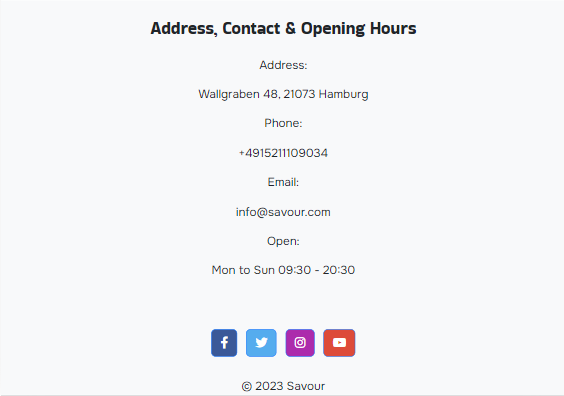 Address, Contact & Opening Hours
Address:
Wallgraben 48, 21073 Hamburg
Phone:
+4915211109034
Email:
info@savour.com
Open:
Mon to Sun 09:30 - 20:30
© 2023 Savour